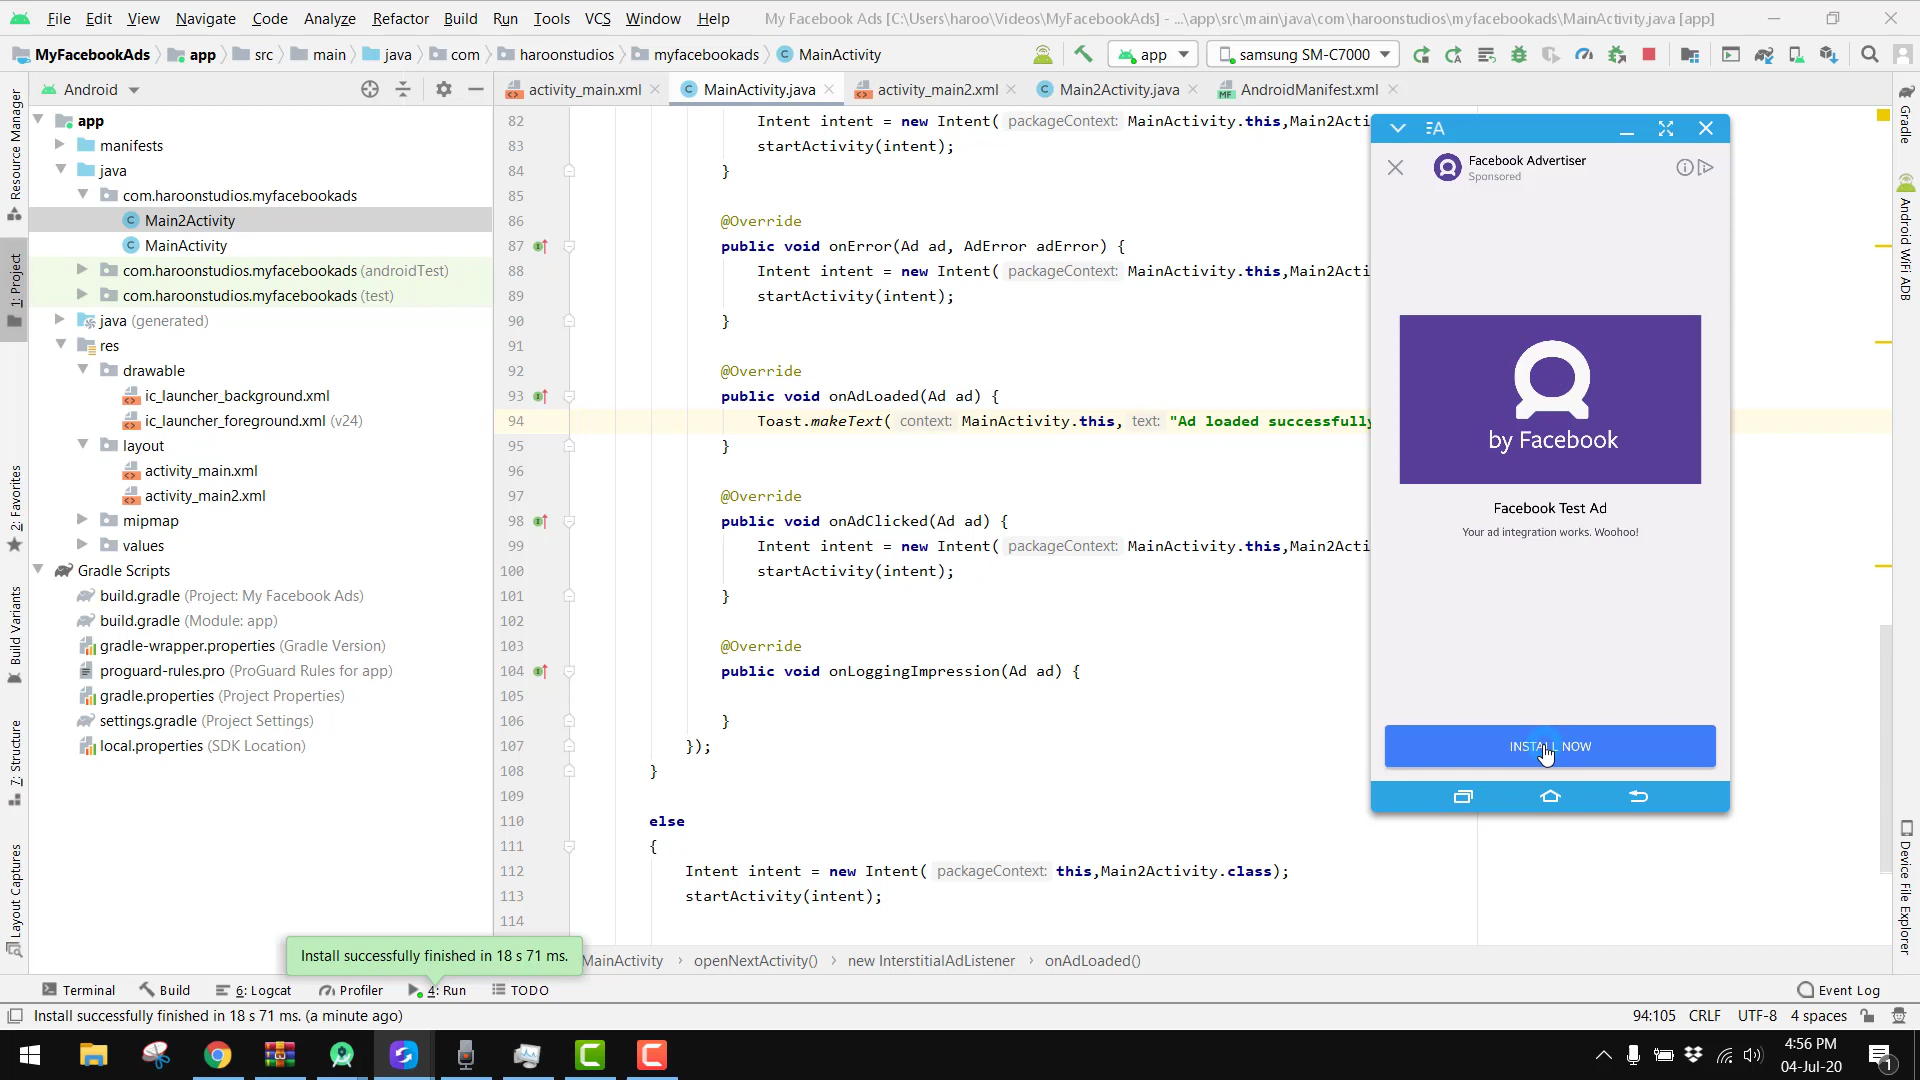 File Edit View Navigate Code Analyze Refactor Build Run Tools VCS Window Help My Facebook Ads [C:\Users\haroo\Videos\MyFacebookAds] - ...\app\src\main\java\com\haroonstudios\myfacebookads\MainActivity.java [app]
MyFacebookAds app src main java com haroonstudios myfacebookads MainActivity app samsung SM-C7000
Android activity_main.xml MainActivity.java activity_main2.xml Main2Activity.java AndroidManifest.xml
Resource Manager
1: Project
2: Favorites
Build Variants
7: Structure
Layout Captures
app
manifests
java
com.haroonstudios.myfacebookads
Main2Activity
MainActivity
com.haroonstudios.myfacebookads (androidTest)
com.haroonstudios.myfacebookads (test)
java (generated)
res
drawable
ic_launcher_background.xml
ic_launcher_foreground.xml (v24)
layout
activity_main.xml
activity_main2.xml
mipmap
values
Gradle Scripts
build.gradle (Project: My Facebook Ads)
build.gradle (Module: app)
gradle-wrapper.properties (Gradle Version)
proguard-rules.pro (ProGuard Rules for app)
gradle.properties (Project Properties)
settings.gradle (Project Settings)
local.properties (SDK Location)
82 Intent intent = new Intent( packageContext: MainActivity.this,Main2Acti
83 startActivity(intent);
84 }
85
86 @Override
87 public void onError(Ad ad, AdError adError) {
88 Intent intent = new Intent( packageContext: MainActivity.this,Main2Acti
89 startActivity(intent);
90 }
91
92 @Override
93 public void onAdLoaded(Ad ad) {
94 Toast.makeText( context: MainActivity.this, text: "Ad loaded successfully
95 }
96
97 @Override
98 public void onAdClicked(Ad ad) {
99 Intent intent = new Intent( packageContext: MainActivity.this,Main2Acti
100 startActivity(intent);
101 }
102
103 @Override
104 public void onLoggingImpression(Ad ad) {
105
106 }
107 });
108 }
109
110 else
111 {
112 Intent intent = new Intent( packageContext: this,Main2Activity.class);
113 startActivity(intent);
114
Facebook Advertiser
Sponsored
by Facebook
Facebook Test Ad
Your ad integration works. Woohoo!
INSTALL NOW
Gradle
Android WiFi ADB
Device File Explorer
Install successfully finished in 18 s 71 ms.
MainActivity openNextActivity() new InterstitialAdListener onAdLoaded()
Terminal Build 6: Logcat Profiler 4: Run TODO Event Log
Install successfully finished in 18 s 71 ms. (a minute ago) 94:105 CRLF UTF-8 4 spaces
4:56 PM
04-Jul-20
1